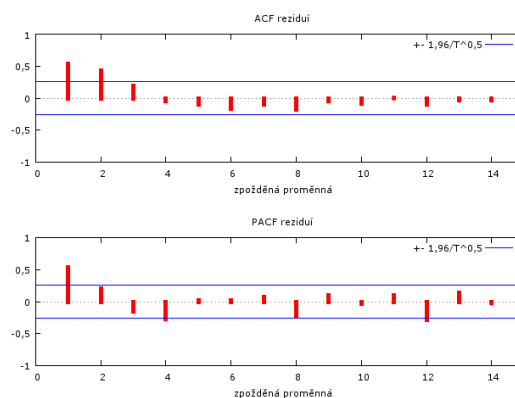 ACF reziduí
+- 1,96/T^0,5
1
0,5
0
-0,5
-1
0 2 4 6 8 10 12 14
zpožděná proměnná
PACF reziduí
+- 1,96/T^0,5
1
0,5
0
-0,5
-1
0 2 4 6 8 10 12 14
zpožděná proměnná